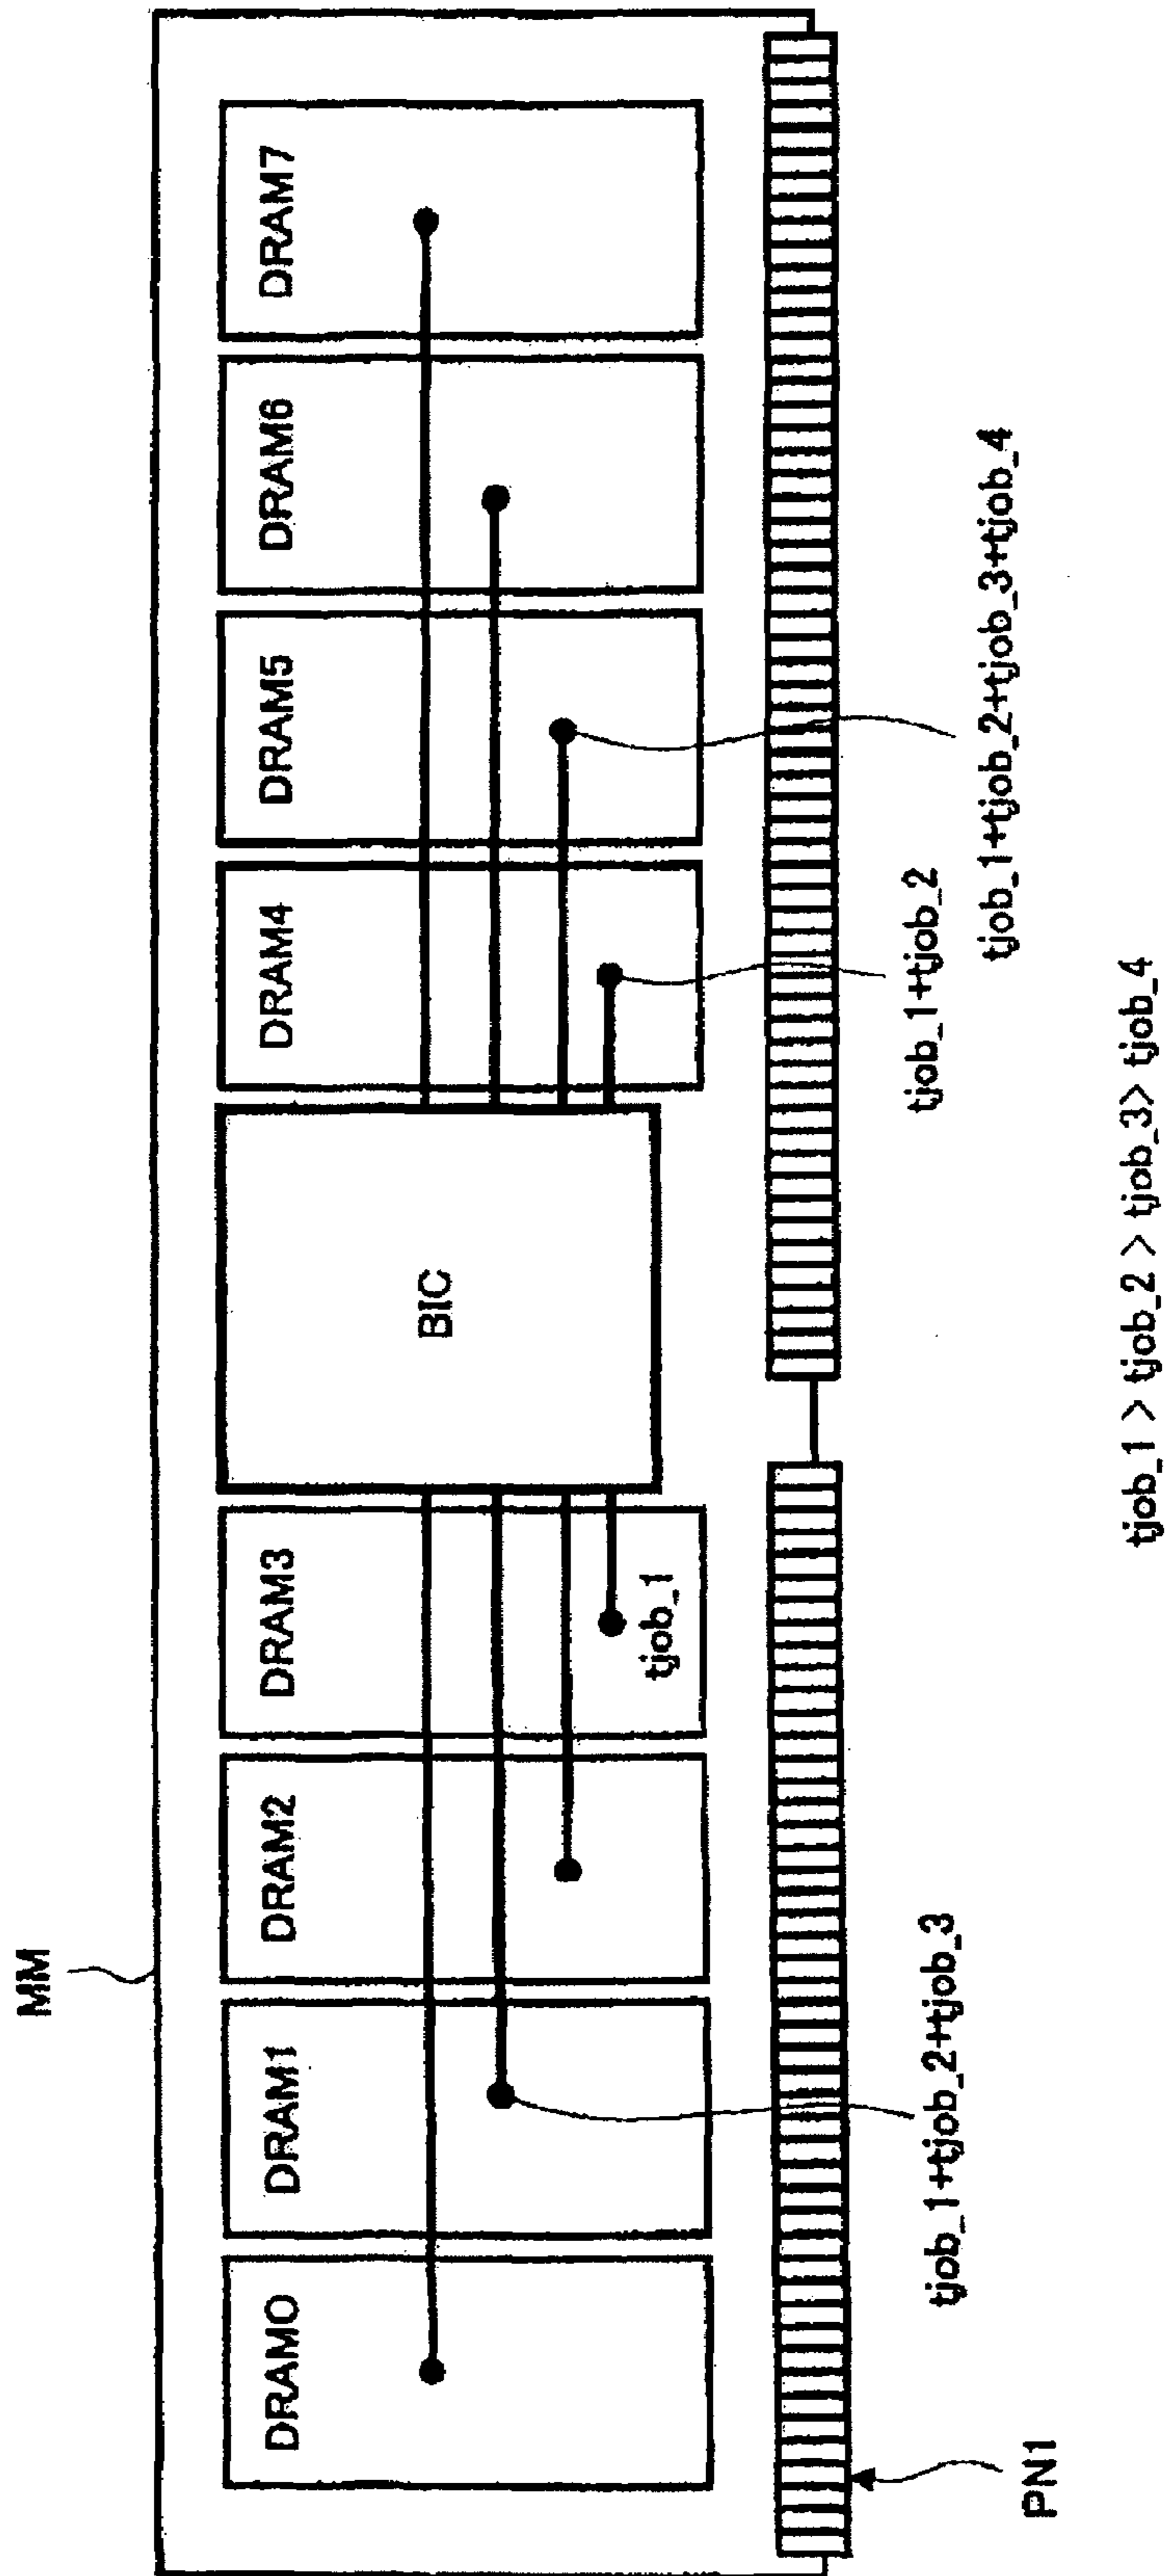 MM
DRAM0
DRAM1
DRAM2
DRAM3
BIC
DRAM4
DRAM5
DRAM6
DRAM7
tjob_1
PN1
tjob_1+tjob_2+tjob_3
tjob_1+tjob_2
tjob_1+tjob_2+tjob_3+tjob_4
tjob_1 > tjob_2 > tjob_3> tjob_4